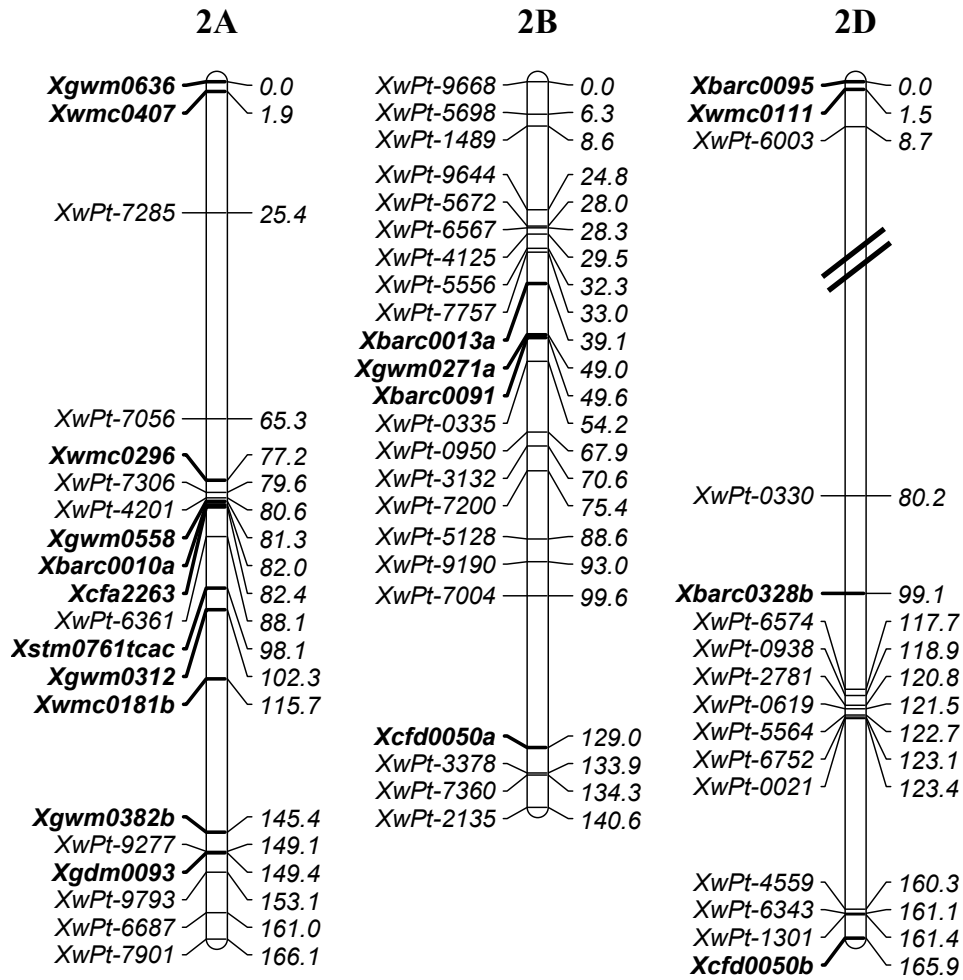 2A
Xgwm0636 0.0
Xwmc0407 1.9
XwPt-7285 25.4
XwPt-7056 65.3
Xwmc0296 77.2
XwPt-7306 79.6
XwPt-4201 80.6
Xgwm0558 81.3
Xbarc0010a 82.0
Xcfa2263 82.4
XwPt-6361 88.1
Xstm0761tcac 98.1
Xgwm0312 102.3
Xwmc0181b 115.7
Xgwm0382b 145.4
XwPt-9277 149.1
Xgdm0093 149.4
XwPt-9793 153.1
XwPt-6687 161.0
XwPt-7901 166.1
2B
XwPt-9668 0.0
XwPt-5698 6.3
XwPt-1489 8.6
XwPt-9644 24.8
XwPt-5672 28.0
XwPt-6567 28.3
XwPt-4125 29.5
XwPt-5556 32.3
XwPt-7757 33.0
Xbarc0013a 39.1
Xgwm0271a 49.0
Xbarc0091 49.6
XwPt-0335 54.2
XwPt-0950 67.9
XwPt-3132 70.6
XwPt-7200 75.4
XwPt-5128 88.6
XwPt-9190 93.0
XwPt-7004 99.6
Xcfd0050a 129.0
XwPt-3378 133.9
XwPt-7360 134.3
XwPt-2135 140.6
2D
Xbarc0095 0.0
Xwmc0111 1.5
XwPt-6003 8.7
XwPt-0330 80.2
Xbarc0328b 99.1
XwPt-6574 117.7
XwPt-0938 118.9
XwPt-2781 120.8
XwPt-0619 121.5
XwPt-5564 122.7
XwPt-6752 123.1
XwPt-0021 123.4
XwPt-4559 160.3
XwPt-6343 161.1
XwPt-1301 161.4
Xcfd0050b 165.9